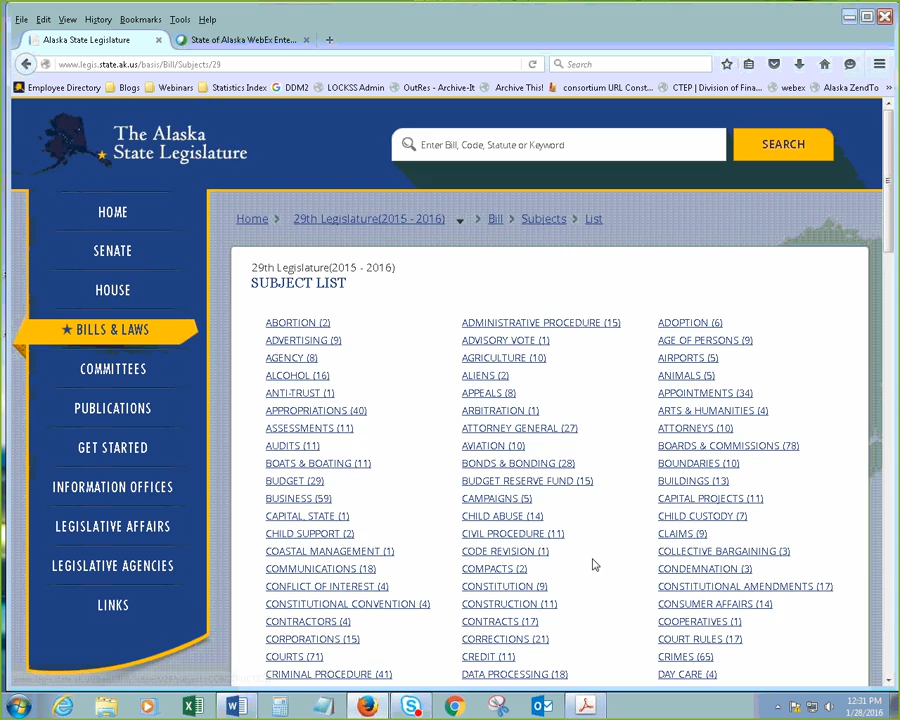 File Edit View History Bookmarks Tools Help
Alaska State Legislature × State of Alaska WebEx Ente... × +
www.legis.state.ak.us/basis/Bill/Subjects/29 Search
Employee Directory Blogs Webinars Statistics Index DDM2 LOCKSS Admin OutRes - Archive-It Archive This! consortium URL Const... CTEP | Division of Fina... webex Alaska ZendTo »
The Alaska
State Legislature
Enter Bill, Code, Statute or Keyword
SEARCH
HOME
SENATE
HOUSE
★ BILLS & LAWS
COMMITTEES
PUBLICATIONS
GET STARTED
INFORMATION OFFICES
LEGISLATIVE AFFAIRS
LEGISLATIVE AGENCIES
LINKS
Home > 29th Legislature(2015 - 2016) > Bill > Subjects > List
29th Legislature(2015 - 2016)
SUBJECT LIST
ABORTION (2) ADMINISTRATIVE PROCEDURE (15) ADOPTION (6)
ADVERTISING (9) ADVISORY VOTE (1) AGE OF PERSONS (9)
AGENCY (8) AGRICULTURE (10) AIRPORTS (5)
ALCOHOL (16) ALIENS (2) ANIMALS (5)
ANTI-TRUST (1) APPEALS (8) APPOINTMENTS (34)
APPROPRIATIONS (40) ARBITRATION (1) ARTS & HUMANITIES (4)
ASSESSMENTS (11) ATTORNEY GENERAL (27) ATTORNEYS (10)
AUDITS (11) AVIATION (10) BOARDS & COMMISSIONS (78)
BOATS & BOATING (11) BONDS & BONDING (28) BOUNDARIES (10)
BUDGET (29) BUDGET RESERVE FUND (15) BUILDINGS (13)
BUSINESS (59) CAMPAIGNS (5) CAPITAL PROJECTS (11)
CAPITAL, STATE (1) CHILD ABUSE (14) CHILD CUSTODY (7)
CHILD SUPPORT (2) CIVIL PROCEDURE (11) CLAIMS (9)
COASTAL MANAGEMENT (1) CODE REVISION (1) COLLECTIVE BARGAINING (3)
COMMUNICATIONS (18) COMPACTS (2) CONDEMNATION (3)
CONFLICT OF INTEREST (4) CONSTITUTION (9) CONSTITUTIONAL AMENDMENTS (17)
CONSTITUTIONAL CONVENTION (4) CONSTRUCTION (11) CONSUMER AFFAIRS (14)
CONTRACTORS (4) CONTRACTS (17) COOPERATIVES (1)
CORPORATIONS (15) CORRECTIONS (21) COURT RULES (17)
COURTS (71) CREDIT (11) CRIMES (65)
CRIMINAL PROCEDURE (41) DATA PROCESSING (18) DAY CARE (4)
12:31 PM
1/28/2016